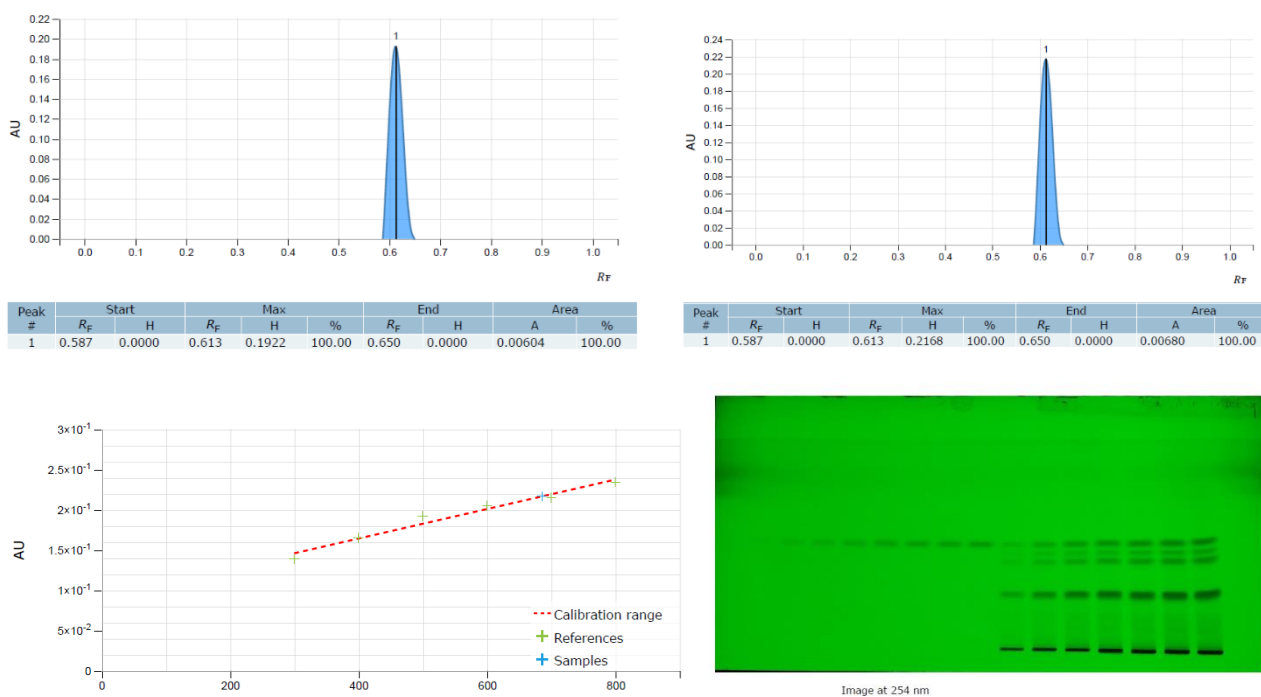 0.22
0.20
0.18
0.16
0.14
0.12
0.10
0.08
0.06
0.04
0.02
0.00
AU
1
0.0 0.1 0.2 0.3 0.4 0.5 0.6 0.7 0.8 0.9 1.0
RF
0.24
0.22
0.20
0.18
0.16
0.14
0.12
0.10
0.08
0.06
0.04
0.02
0.00
AU
1
0.0 0.1 0.2 0.3 0.4 0.5 0.6 0.7 0.8 0.9 1.0
RF
Peak Start Max End Area
# RF H RF H % RF H A %
1 0.587 0.0000 0.613 0.1922 100.00 0.650 0.0000 0.00604 100.00
Peak Start Max End Area
# RF H RF H % RF H A %
1 0.587 0.0000 0.613 0.2168 100.00 0.650 0.0000 0.00680 100.00
3×10⁻¹
2.5×10⁻¹
2×10⁻¹
1.5×10⁻¹
1×10⁻¹
5×10⁻²
0
AU
0 200 400 600 800
Calibration range
References
Samples
Image at 254 nm